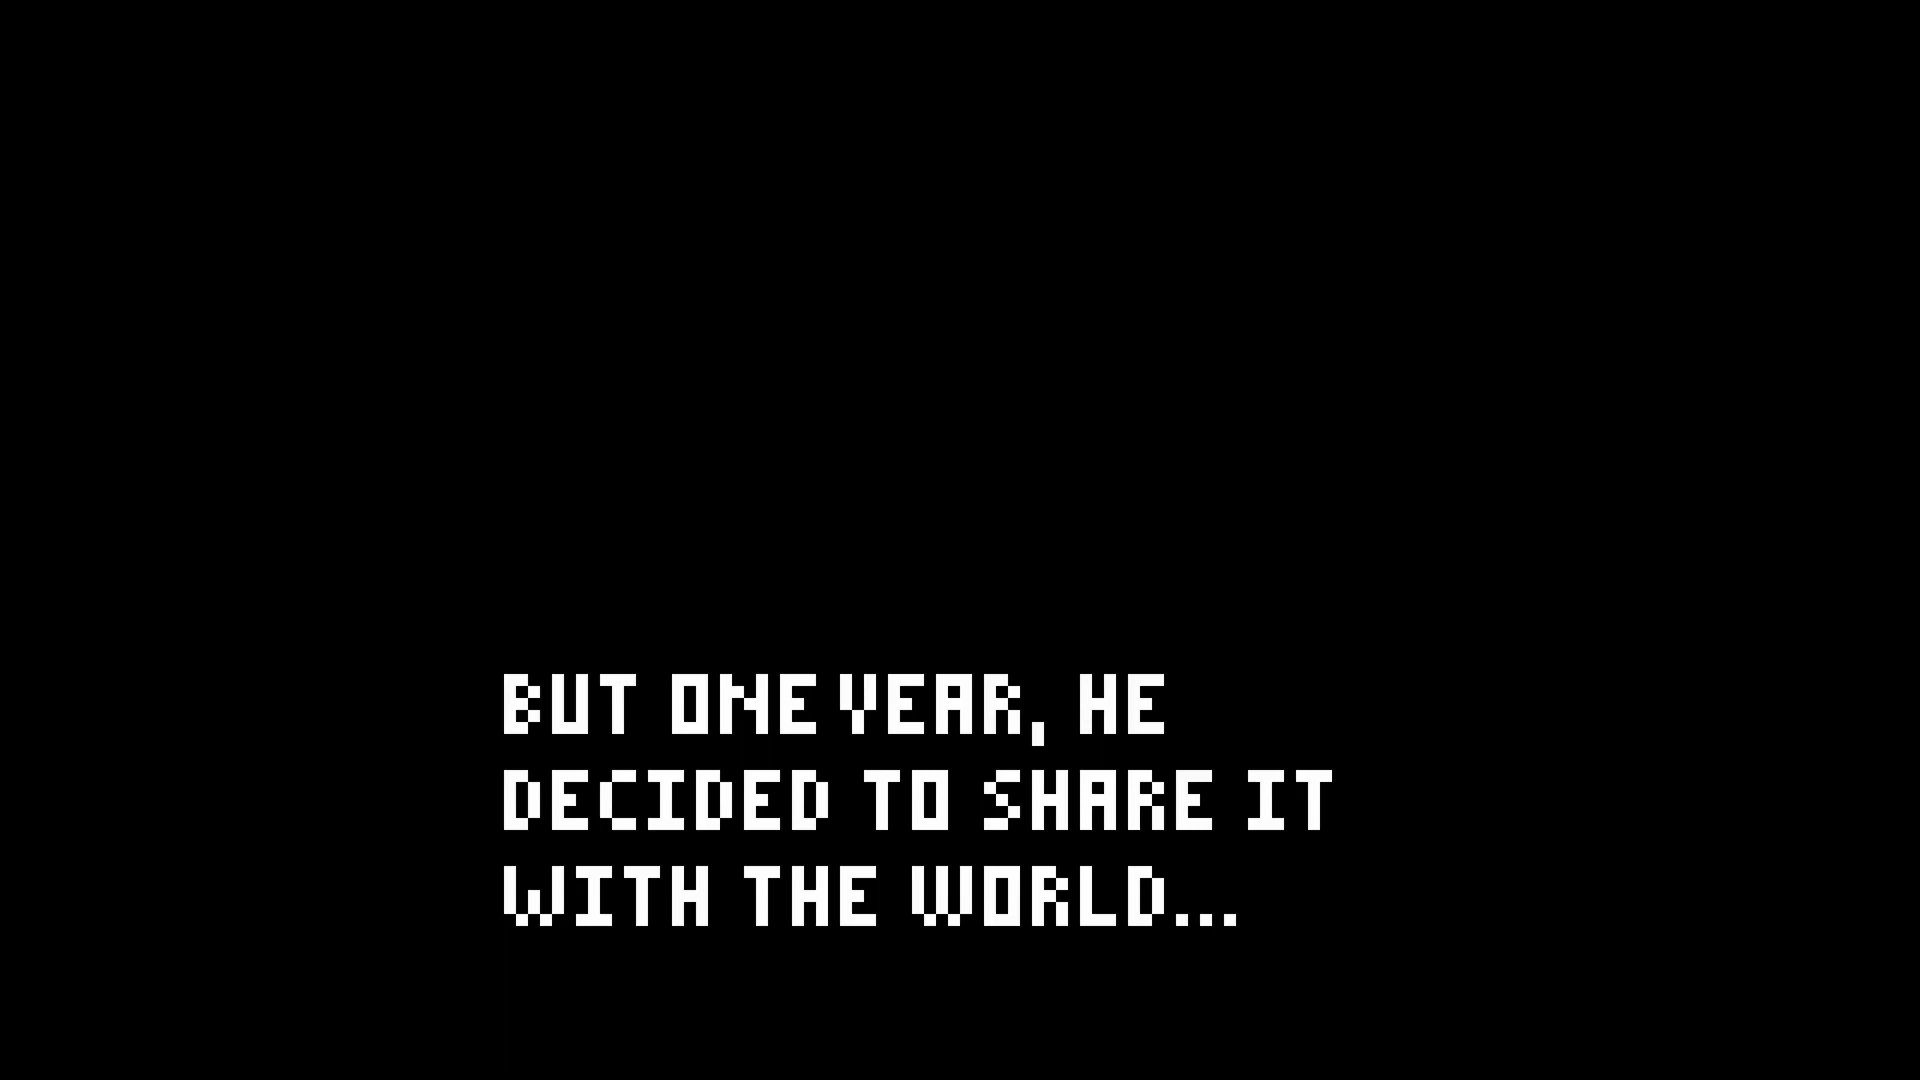 BUT ONE YEAR, HE
DECIDED TO SHARE IT
WITH THE WORLD...